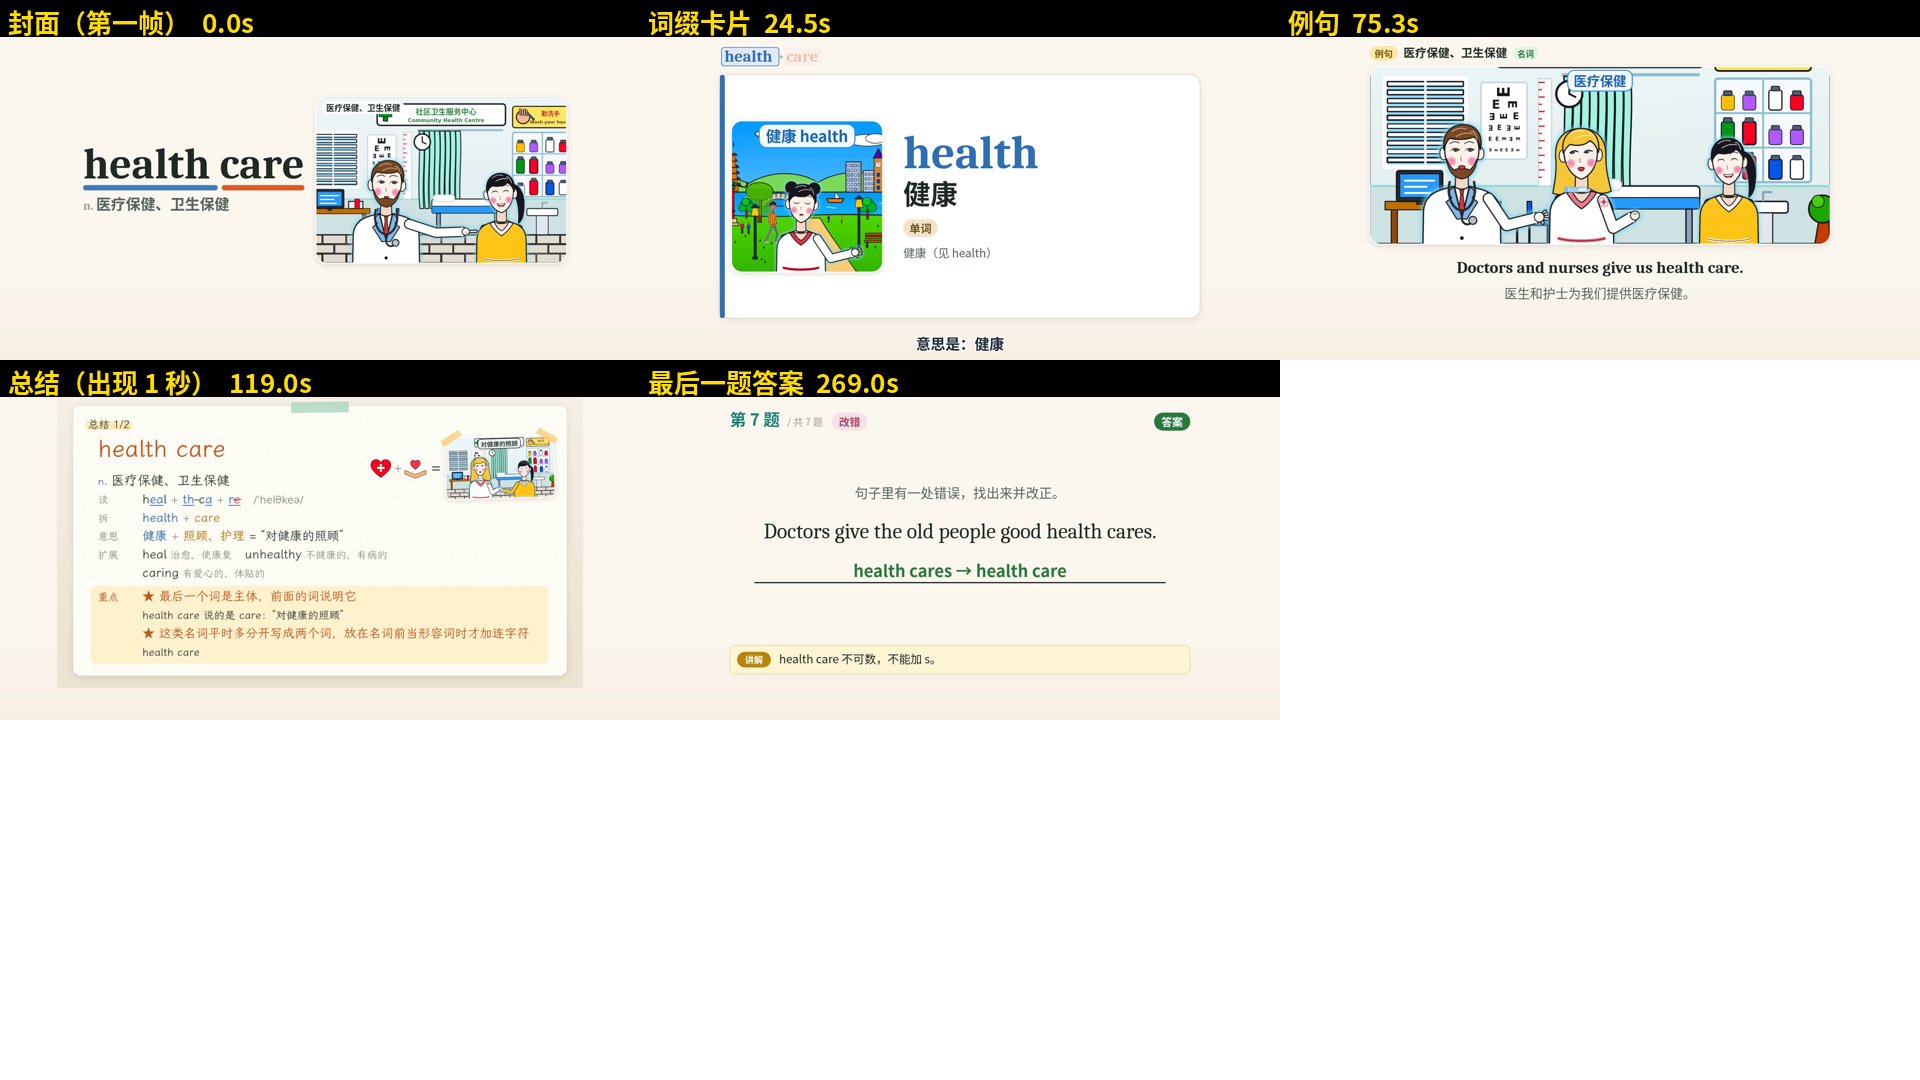 封面（第一帧） 0.0s
health care
n. 医疗保健、卫生保健
医疗保健、卫生保健
社区卫生服务中心
Community Health Centre
勤洗手
Wash your han
词缀卡片 24.5s
health + care
健康 health
health
健康
单词
健康（见 health）
意思是：健康
例句 75.3s
例句 医疗保健、卫生保健 名词
医疗保健
Doctors and nurses give us health care.
医生和护士为我们提供医疗保健。
总结（出现 1 秒） 119.0s
总结 1/2
health care
n. 医疗保健、卫生保健
+ =
对健康的照顾
读 heal + th-ca + re /ˈhelθkeə/
拆 health + care
意思 健康 + 照顾、护理 = “对健康的照顾”
扩展 heal 治愈、使康复 unhealthy 不健康的、有病的
caring 有爱心的、体贴的
重点 ★ 最后一个词是主体，前面的词说明它
health care 说的是 care：“对健康的照顾”
★ 这类名词平时多分开写成两个词，放在名词前当形容词时才加连字符
health care
最后一题答案 269.0s
第 7 题 / 共 7 题 改错 答案
句子里有一处错误，找出来并改正。
Doctors give the old people good health cares.
health cares → health care
讲解 health care 不可数，不能加 s。